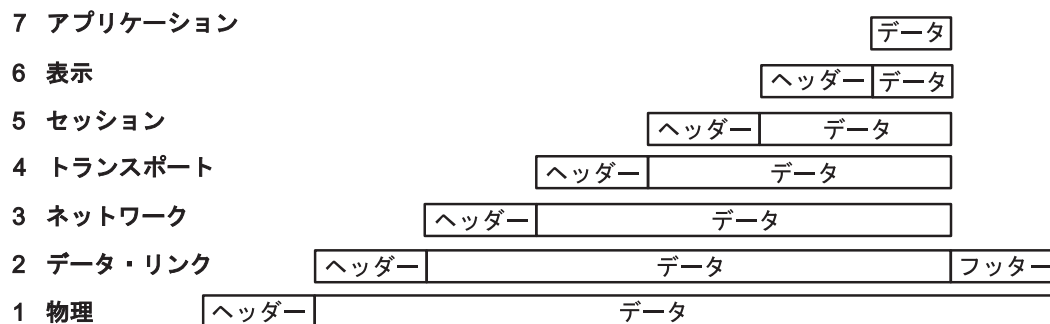 7 アプリケーション データ
6 表示 ヘッダー データ
5 セッション ヘッダー データ
4 トランスポート ヘッダー データ
3 ネットワーク ヘッダー データ
2 データ・リンク ヘッダー データ フッター
1 物理 ヘッダー データ